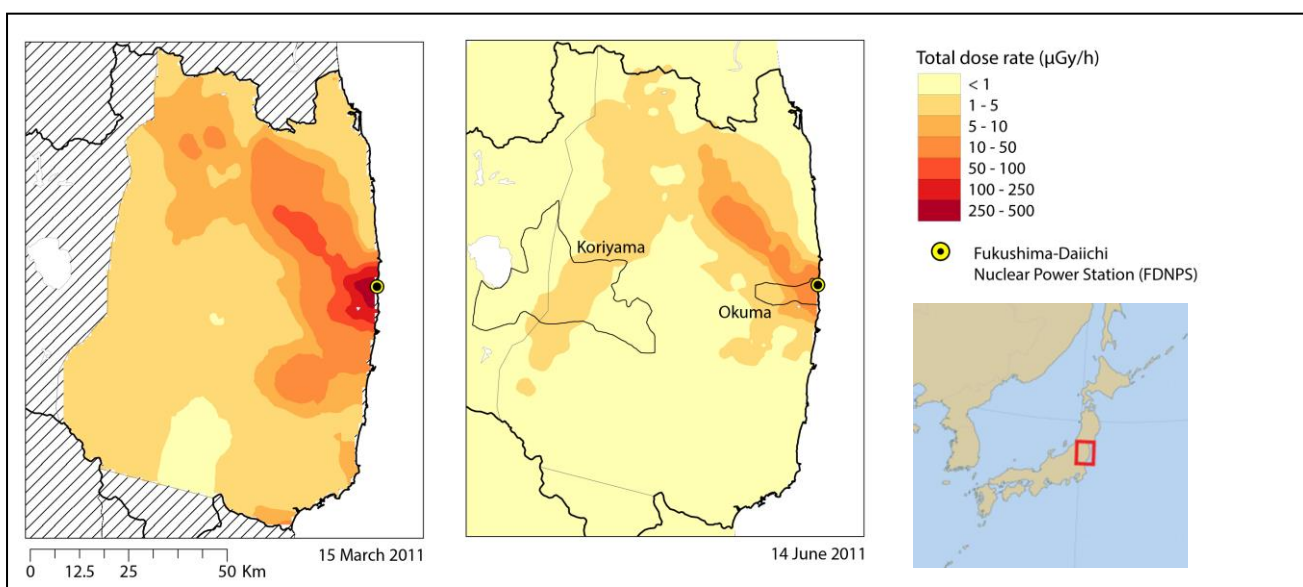 15 March 2011
0 12.5 25 50 Km
Koriyama
Okuma
14 June 2011
Total dose rate (µGy/h)
< 1
1 - 5
5 - 10
10 - 50
50 - 100
100 - 250
250 - 500
Fukushima-Daiichi
Nuclear Power Station (FDNPS)